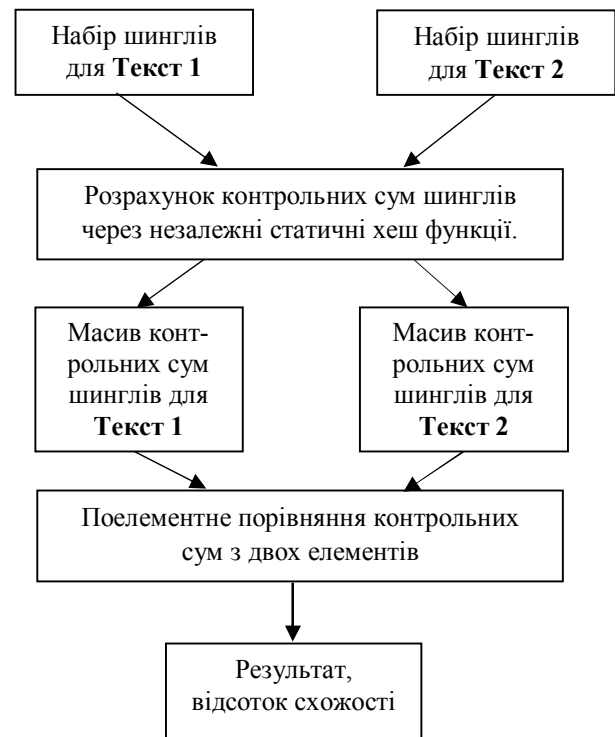 Набір шинглів
для Текст 1
Набір шинглів
для Текст 2
Розрахунок контрольних сум шинглів
через незалежні статичні хеш функції.
Масив конт-
рольних сум
шинглів для
Текст 1
Масив конт-
рольних сум
шинглів для
Текст 2
Поелементне порівняння контрольних
сум з двох елементів
Результат,
відсоток схожості